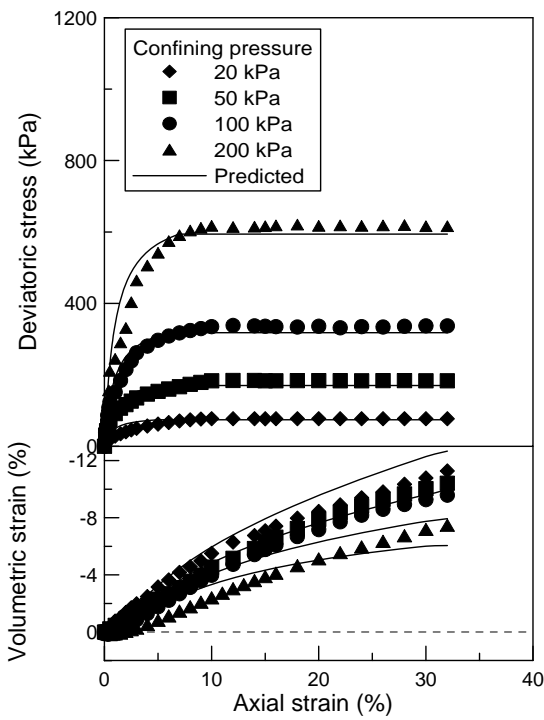 1200
800
400
0
Deviatoric stress (kPa)
Confining pressure
20 kPa
50 kPa
100 kPa
200 kPa
Predicted
-12
-8
-4
0
Volumetric strain (%)
0 10 20 30 40
Axial strain (%)